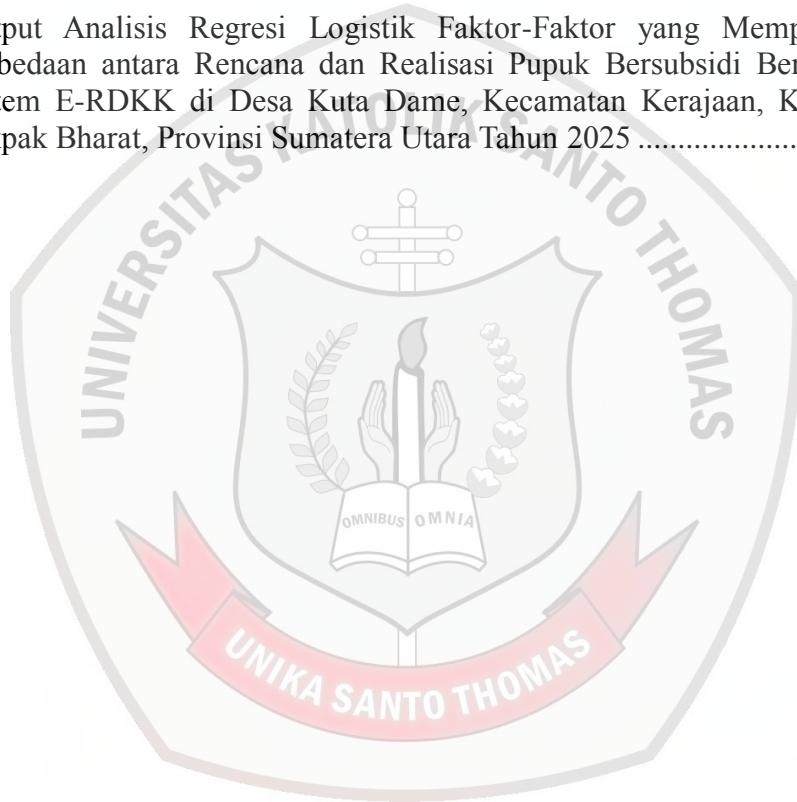 tput Analisis Regresi Logistik Faktor-Faktor yang Memp
bedaan antara Rencana dan Realisasi Pupuk Bersubsidi Ber
tem E-RDKK di Desa Kuta Dame, Kecamatan Kerajaan, K
pak Bharat, Provinsi Sumatera Utara Tahun 2025 ....................
UNIVERSITAS KATOLIK SANTO THOMAS
OMNIBUS OMNIA
UNIKA SANTO THOMAS